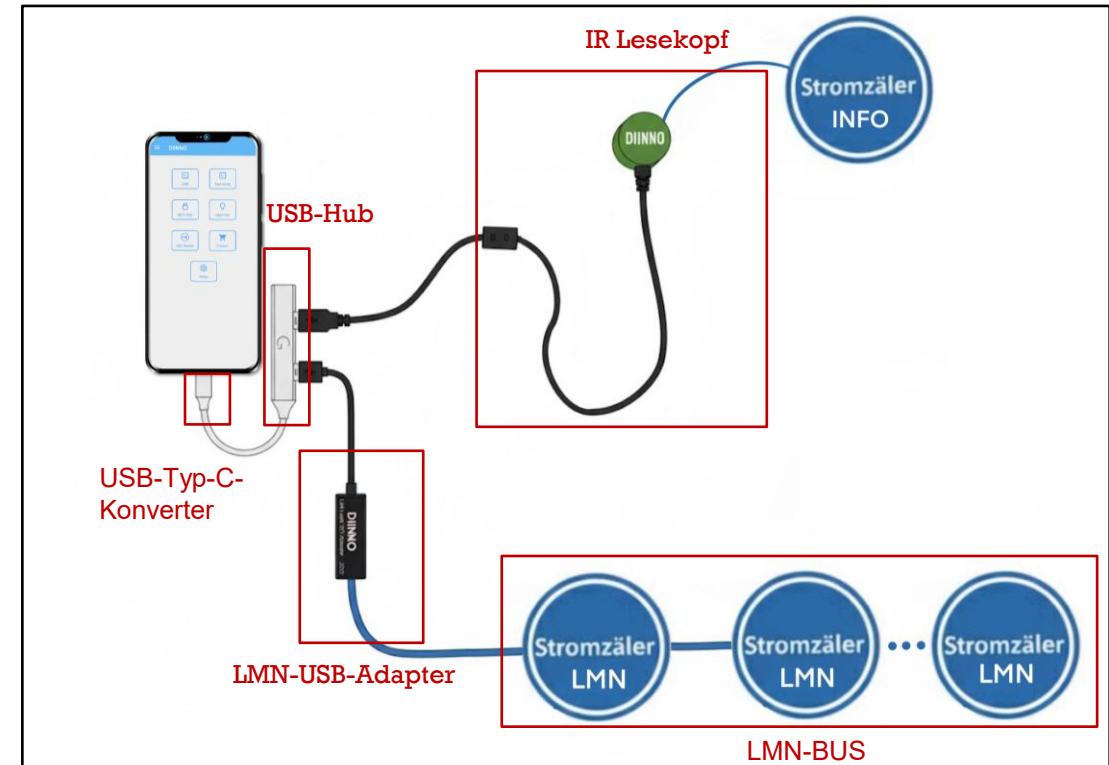 IR Lesekopf
Stromzäler
INFO
DIINNO
DIINNO
USB-Hub
USB-Typ-C-
Konverter
DIINNO
LMN-USB-Adapter
Stromzäler
LMN
Stromzäler
LMN
Stromzäler
LMN
LMN-BUS